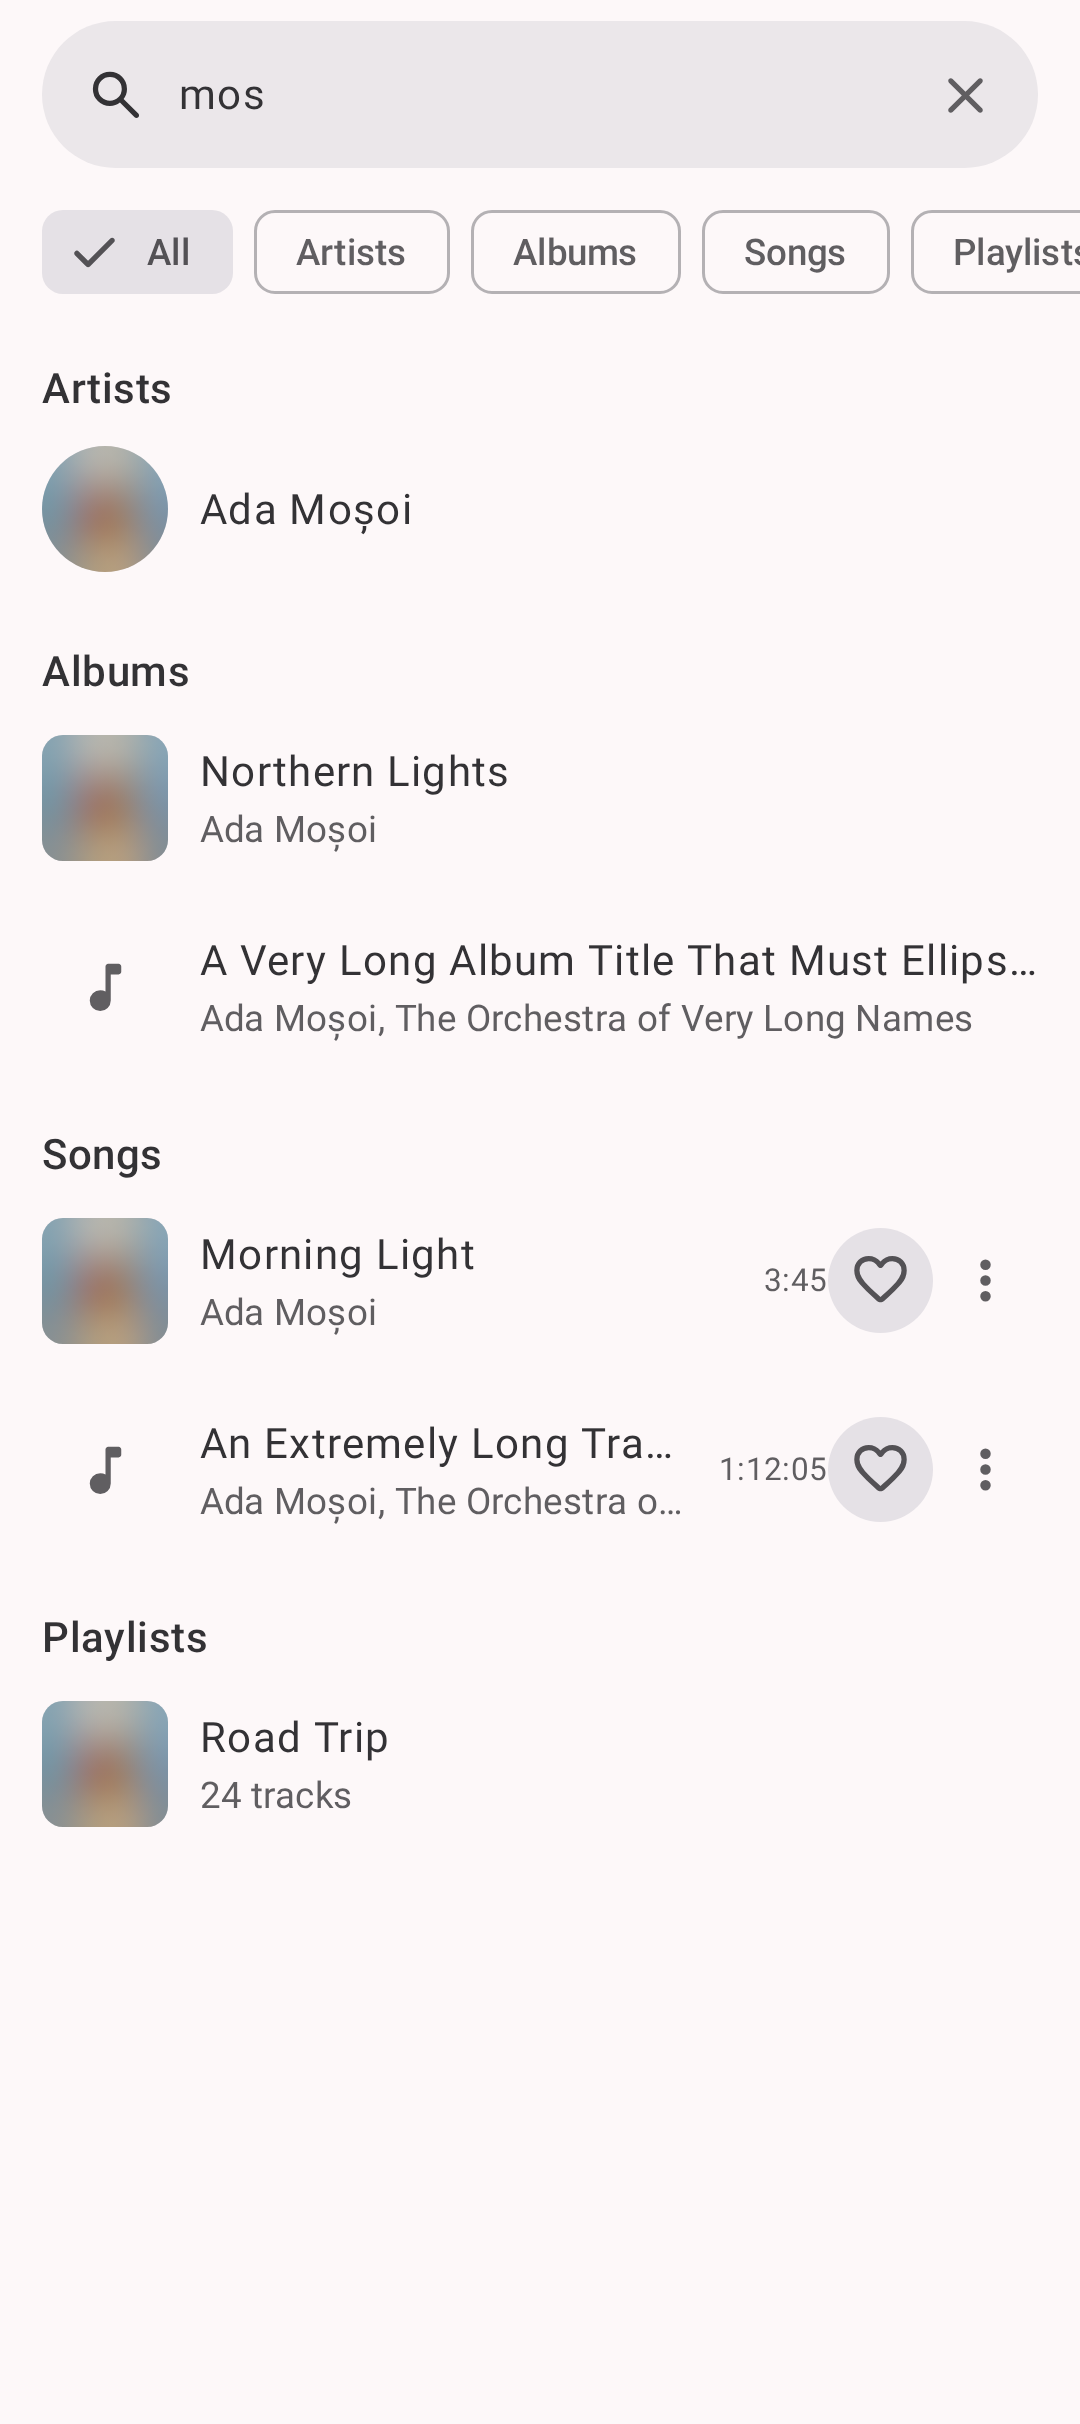 mos
All
Artists
Albums
Songs
Playlists
Artists
Ada Moșoi
Albums
Northern Lights
Ada Moșoi
A Very Long Album Title That Must Ellips…
Ada Moșoi, The Orchestra of Very Long Names
Songs
Morning Light
3:45
Ada Moșoi
An Extremely Long Tra…
1:12:05
Ada Moșoi, The Orchestra o…
Playlists
Road Trip
24 tracks